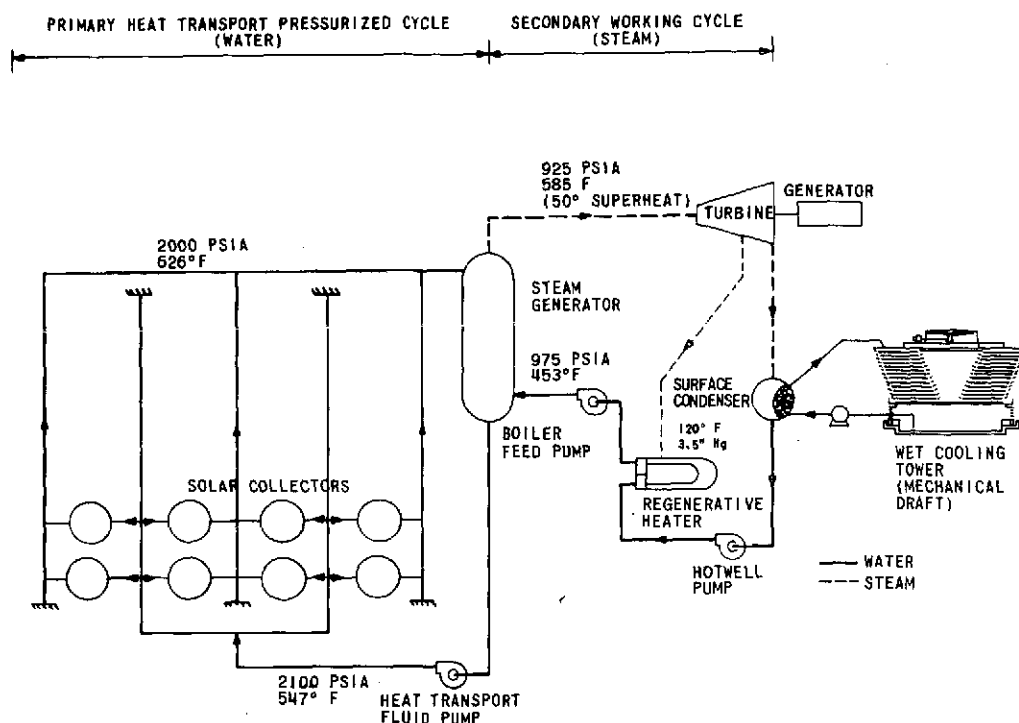 PRIMARY HEAT TRANSPORT PRESSURIZED CYCLE
(WATER)
SECONDARY WORKING CYCLE
(STEAM)
925 PSIA
585 F
(50° SUPERHEAT)
TURBINE
GENERATOR
2000 PSIA
626°F
STEAM
GENERATOR
975 PSIA
453°F
SURFACE
CONDENSER
120° F
3.5" Hg
BOILER
FEED PUMP
WET COOLING
TOWER
(MECHANICAL
DRAFT)
SOLAR COLLECTORS
REGENERATIVE
HEATER
HOTWELL
PUMP
WATER
STEAM
2100 PSIA
547° F
HEAT TRANSPORT
FLUID PUMP